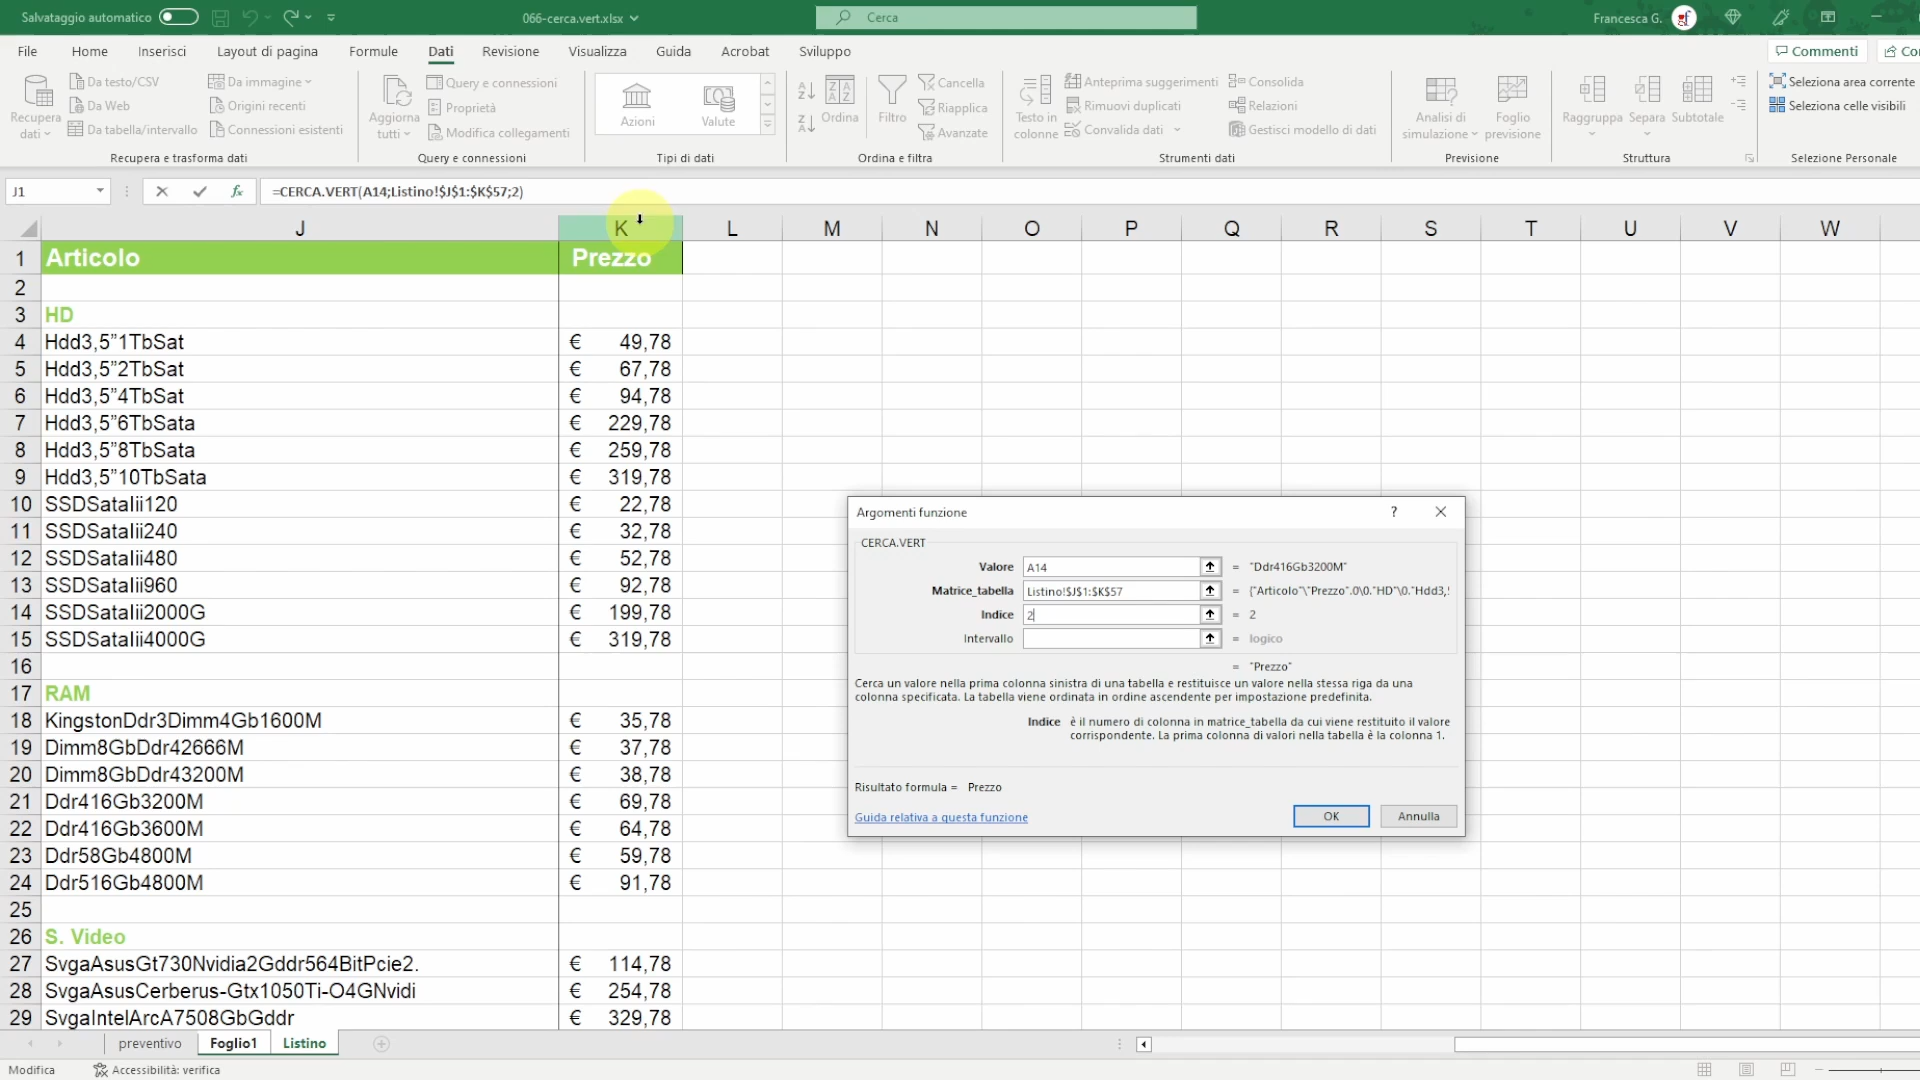 Salvataggio automatico
066-cerca.vert.xlsx
Cerca
Francesca G.
File Home Inserisci Layout di pagina Formule Dati Revisione Visualizza Guida Acrobat Sviluppo
Commenti
Recupera dati
Da testo/CSV
Da Web
Da tabella/intervallo
Da immagine
Origini recenti
Connessioni esistenti
Recupera e trasforma dati
Aggiorna tutti
Query e connessioni
Proprietà
Modifica collegamenti
Query e connessioni
Azioni
Valute
Tipi di dati
Ordina
Filtro
Cancella
Riapplica
Avanzate
Ordina e filtra
Testo in colonne
Anteprima suggerimenti
Rimuovi duplicati
Convalida dati
Consolida
Relazioni
Gestisci modello di dati
Strumenti dati
Analisi di simulazione
Foglio previsione
Previsione
Raggruppa
Separa
Subtotale
Struttura
Seleziona area corrente
Seleziona celle visibili
Selezione Personale
J1
fx
=CERCA.VERT(A14;Listino!$J$1:$K$57;2)
J K L M N O P Q R S T U V W
1 Articolo Prezzo
2
3 HD
4 Hdd3,5”1TbSat € 49,78
5 Hdd3,5”2TbSat € 67,78
6 Hdd3,5”4TbSat € 94,78
7 Hdd3,5”6TbSata € 229,78
8 Hdd3,5”8TbSata € 259,78
9 Hdd3,5”10TbSata € 319,78
10 SSDSataIii120 € 22,78
11 SSDSataIii240 € 32,78
12 SSDSataIii480 € 52,78
13 SSDSataIii960 € 92,78
14 SSDSataIii2000G € 199,78
15 SSDSataIii4000G € 319,78
16
17 RAM
18 KingstonDdr3Dimm4Gb1600M € 35,78
19 Dimm8GbDdr42666M € 37,78
20 Dimm8GbDdr43200M € 38,78
21 Ddr416Gb3200M € 69,78
22 Ddr416Gb3600M € 64,78
23 Ddr58Gb4800M € 59,78
24 Ddr516Gb4800M € 91,78
25
26 S. Video
27 SvgaAsusGt730Nvidia2Gddr564BitPcie2. € 114,78
28 SvgaAsusCerberus-Gtx1050Ti-O4GNvidi € 254,78
29 SvgaIntelArcA7508GbGddr € 329,78
Argomenti funzione ?
CERCA.VERT
Valore A14 = "Ddr416Gb3200M"
Matrice_tabella Listino!$J$1:$K$57 = {"Articolo"\"Prezzo".0\0."HD"\0."Hdd3,!
Indice 2 = 2
Intervallo = logico
= "Prezzo"
Cerca un valore nella prima colonna sinistra di una tabella e restituisce un valore nella stessa riga da una
colonna specificata. La tabella viene ordinata in ordine ascendente per impostazione predefinita.
Indice è il numero di colonna in matrice_tabella da cui viene restituito il valore
corrispondente. La prima colonna di valori nella tabella è la colonna 1.
Risultato formula = Prezzo
Guida relativa a questa funzione
OK Annulla
preventivo Foglio1 Listino
Modifica
Accessibilità: verifica